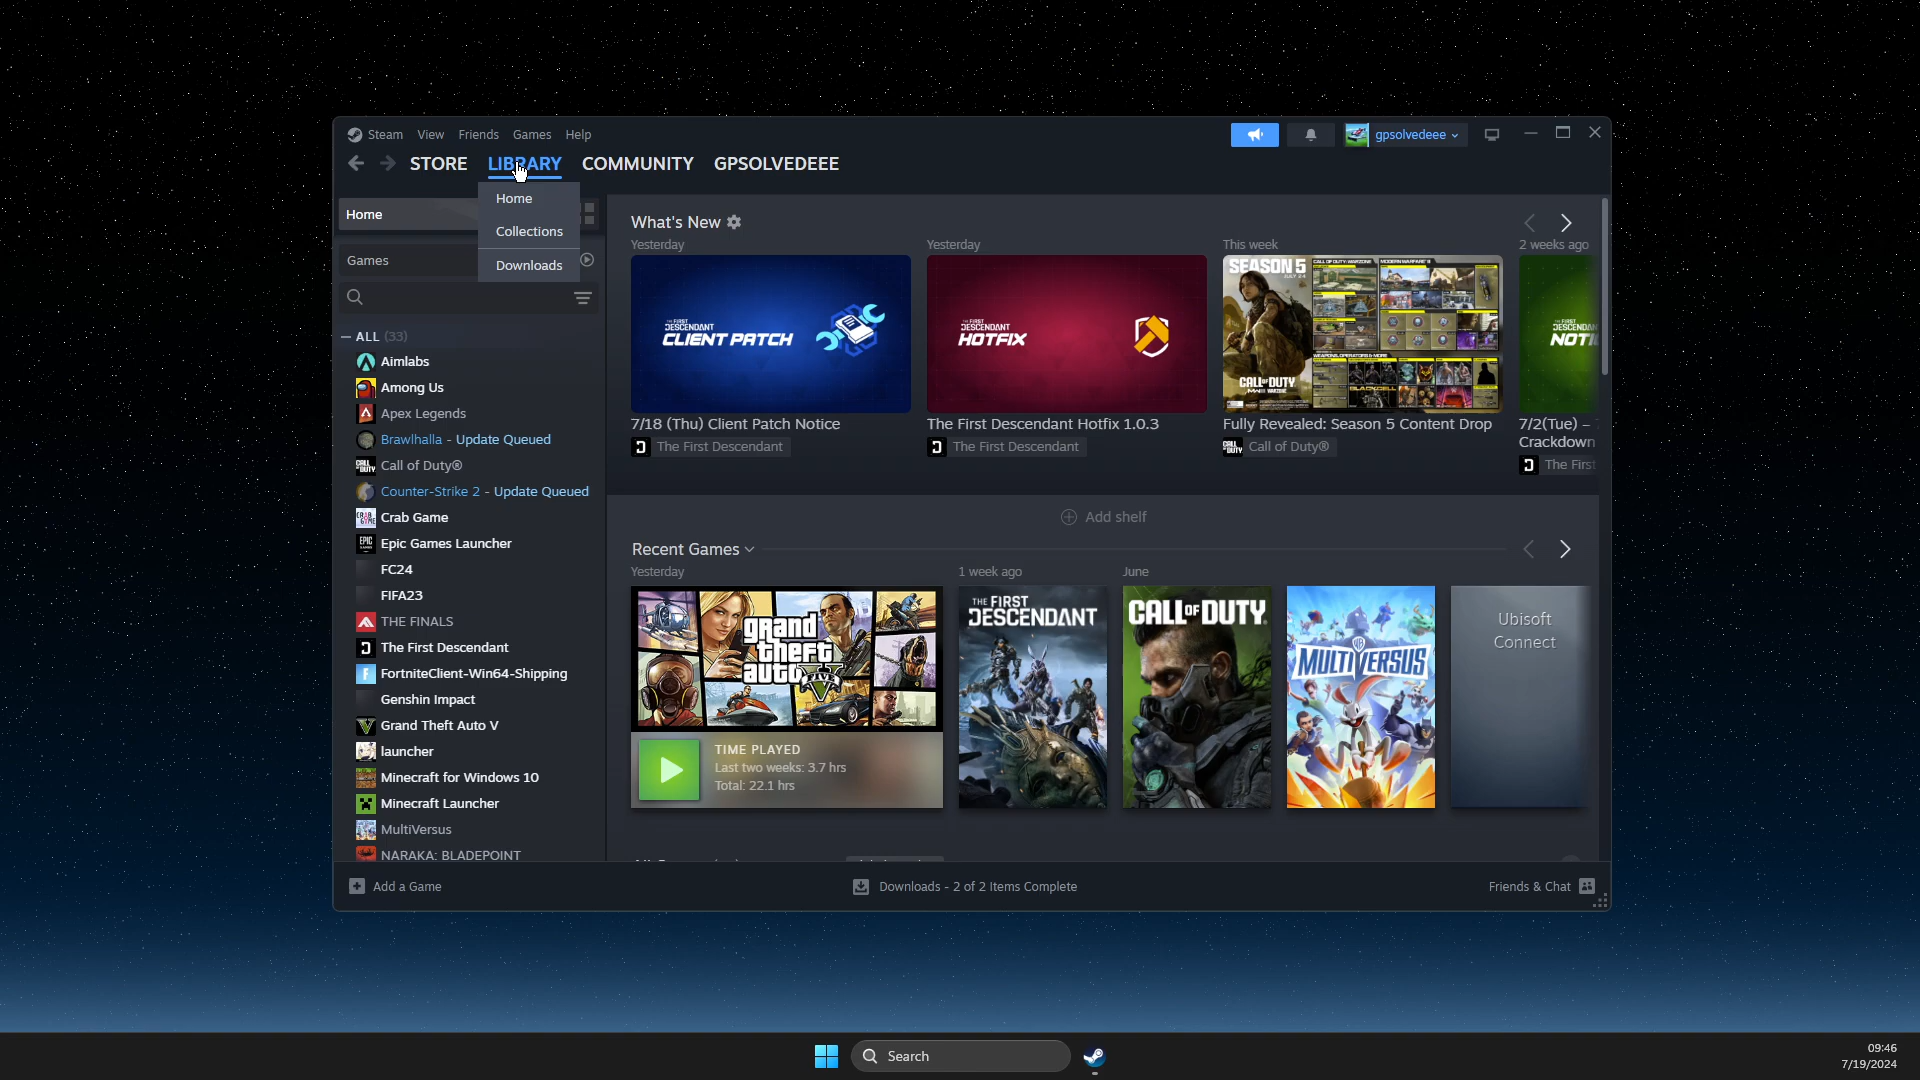 Steam View Friends Games Help
gpsolvedeee
STORE LIBRARY COMMUNITY GPSOLVEDEEE
Home
Home
Collections
Downloads
Games
ALL (33)
Aimlabs
Among Us
Apex Legends
Brawlhalla - Update Queued
Call of Duty®
Counter-Strike 2 - Update Queued
Crab Game
Epic Games Launcher
FC24
FIFA23
THE FINALS
The First Descendant
FortniteClient-Win64-Shipping
Genshin Impact
Grand Theft Auto V
launcher
Minecraft for Windows 10
Minecraft Launcher
MultiVersus
NARAKA: BLADEPOINT
What's New
Yesterday
THE FIRST
DESCENDANT
CLIENT PATCH
7/18 (Thu) Client Patch Notice
The First Descendant
Yesterday
THE FIRST
DESCENDANT
HOTFIX
The First Descendant Hotfix 1.0.3
The First Descendant
This week
SEASON 5
CALL OF DUTY
Fully Revealed: Season 5 Content Drop
Call of Duty®
2 weeks ago
7/2(Tue) –
Crackdown
The First
Add shelf
Recent Games
Yesterday
grand
theft
auto
FIVE
TIME PLAYED
Last two weeks: 3.7 hrs
Total: 22.1 hrs
1 week ago
THE FIRST
DESCENDANT
June
CALL OF DUTY
MULTIVERSUS
Ubisoft
Connect
Add a Game
Downloads - 2 of 2 Items Complete
Friends & Chat
Search
09:46
7/19/2024